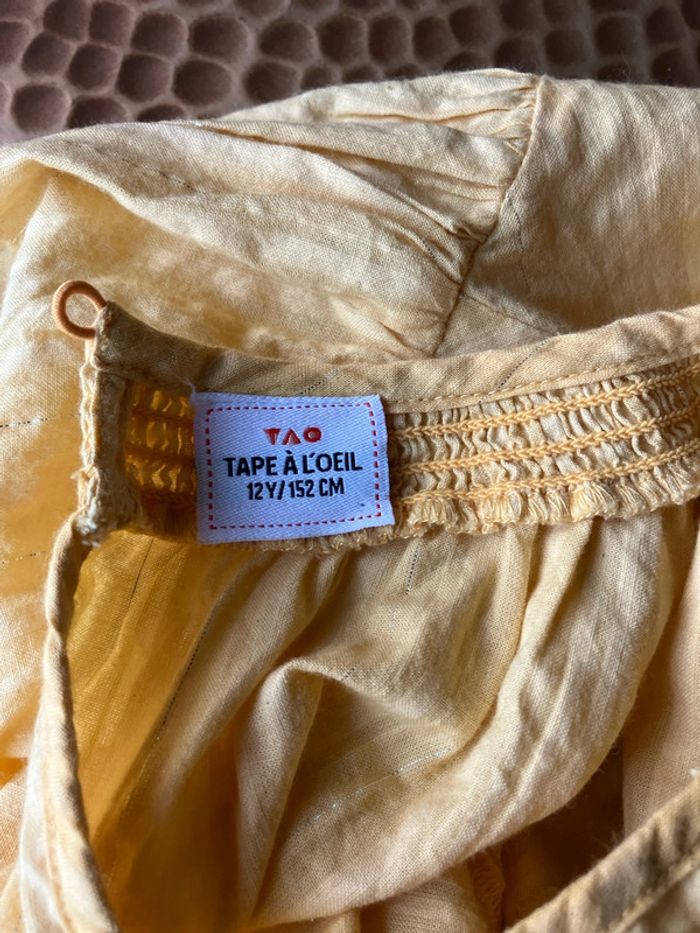 TAO
TAPE À L'OEIL
12Y/152 CM